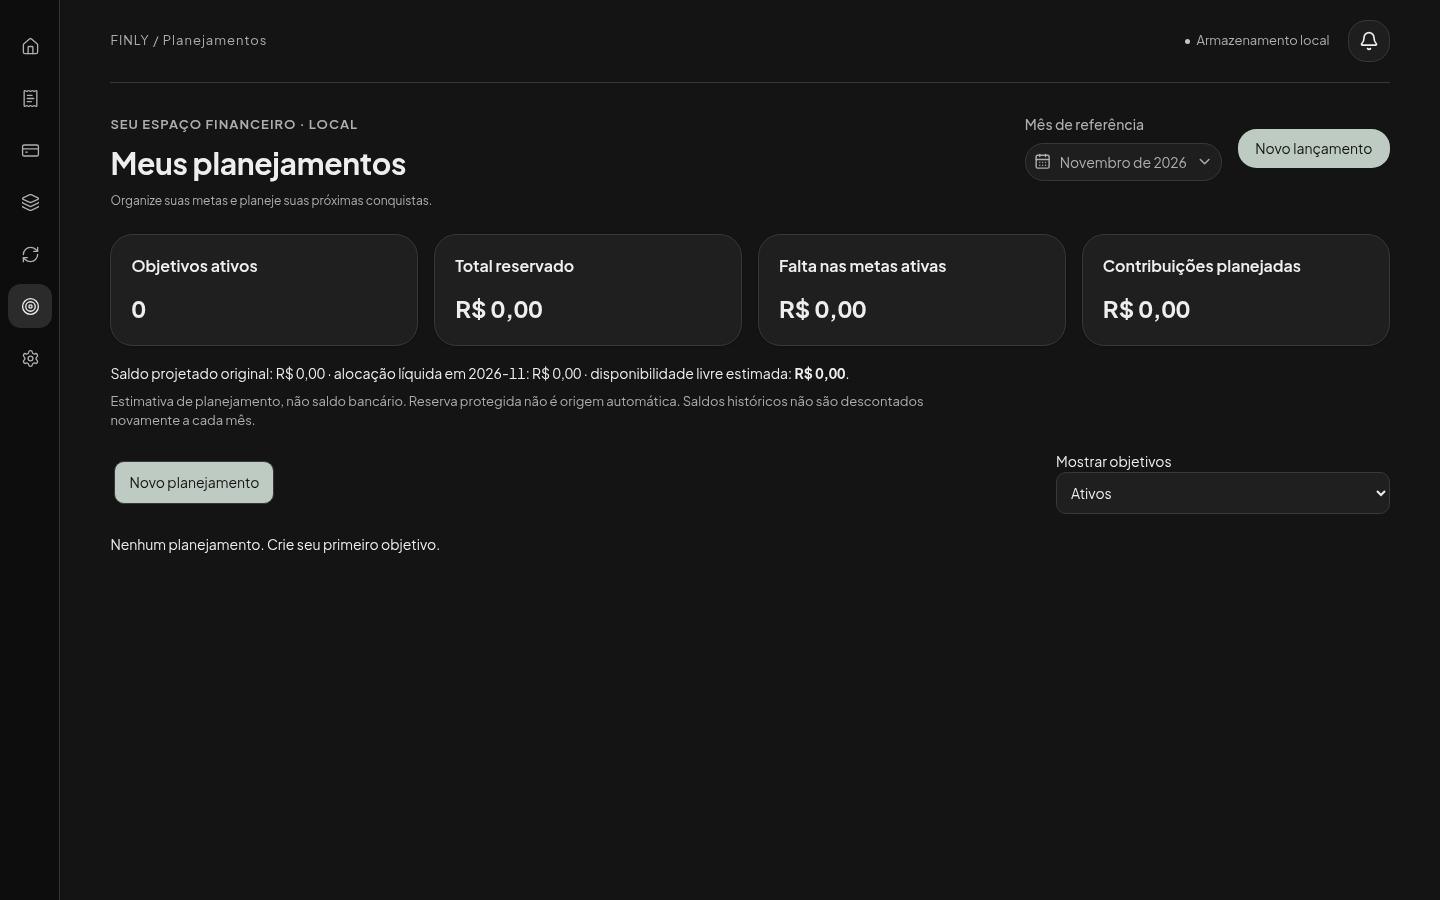 FINLY / Planejamentos
Armazenamento local
SEU ESPAÇO FINANCEIRO · LOCAL
Meus planejamentos
Organize suas metas e planeje suas próximas conquistas.
Mês de referência
Novembro de 2026
Novo lançamento
Objetivos ativos
0
Total reservado
R$ 0,00
Falta nas metas ativas
R$ 0,00
Contribuições planejadas
R$ 0,00
Saldo projetado original: R$ 0,00 · alocação líquida em 2026-11: R$ 0,00 · disponibilidade livre estimada: R$ 0,00.
Estimativa de planejamento, não saldo bancário. Reserva protegida não é origem automática. Saldos históricos não são descontados
novamente a cada mês.
Novo planejamento
Mostrar objetivos
Ativos
Nenhum planejamento. Crie seu primeiro objetivo.